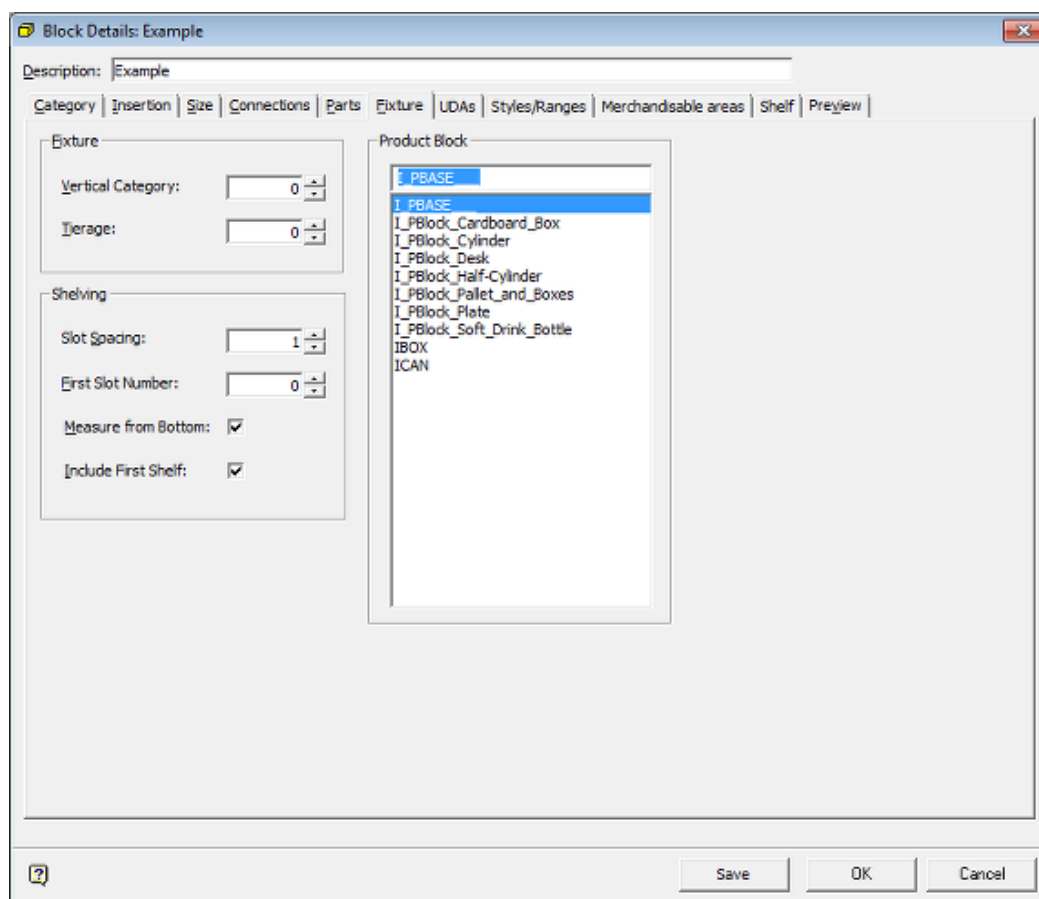 Block Details: Example
Description: Example
Category Insertion Size Connections Parts Fixture UDAs Styles/Ranges Merchandisable areas Shelf Preview
Fixture
Vertical Category: 0
Tierage: 0
Shelving
Slot Spacing: 1
First Slot Number: 0
Measure from Bottom:
Include First Shelf:
Product Block
I_PBASE___
I_PBASE___
I_PBlock_Cardboard_Box
I_PBlock_Cylinder
I_PBlock_Desk
I_PBlock_Half-Cylinder
I_PBlock_Pallet_and_Boxes
I_PBlock_Plate
I_PBlock_Soft_Drink_Bottle
IBOX
ICAN
Save OK Cancel